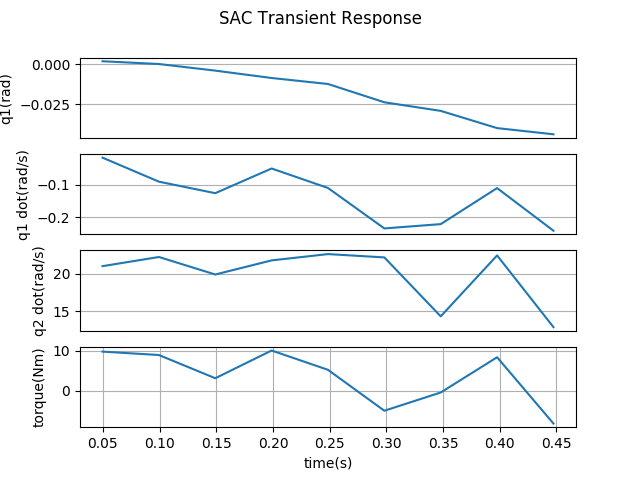 SAC Transient Response
0.000
−0.025
q1(rad)
−0.1
−0.2
q1 dot(rad/s)
20
15
q2 dot(rad/s)
10
0
torque(Nm)
0.05 0.10 0.15 0.20 0.25 0.30 0.35 0.40 0.45
time(s)